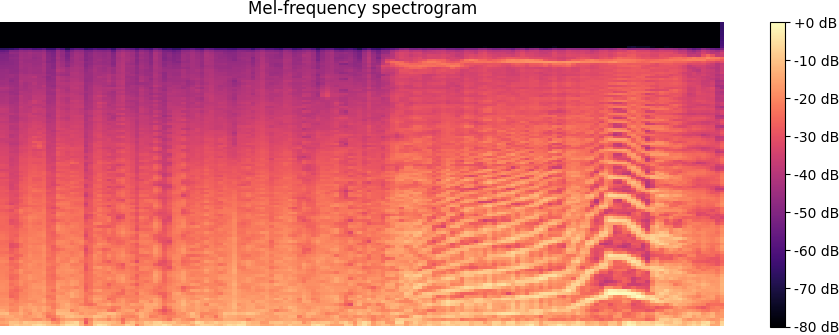 Mel-frequency spectrogram
+0 dB
-10 dB
-20 dB
-30 dB
-40 dB
-50 dB
-60 dB
-70 dB
-80 dB